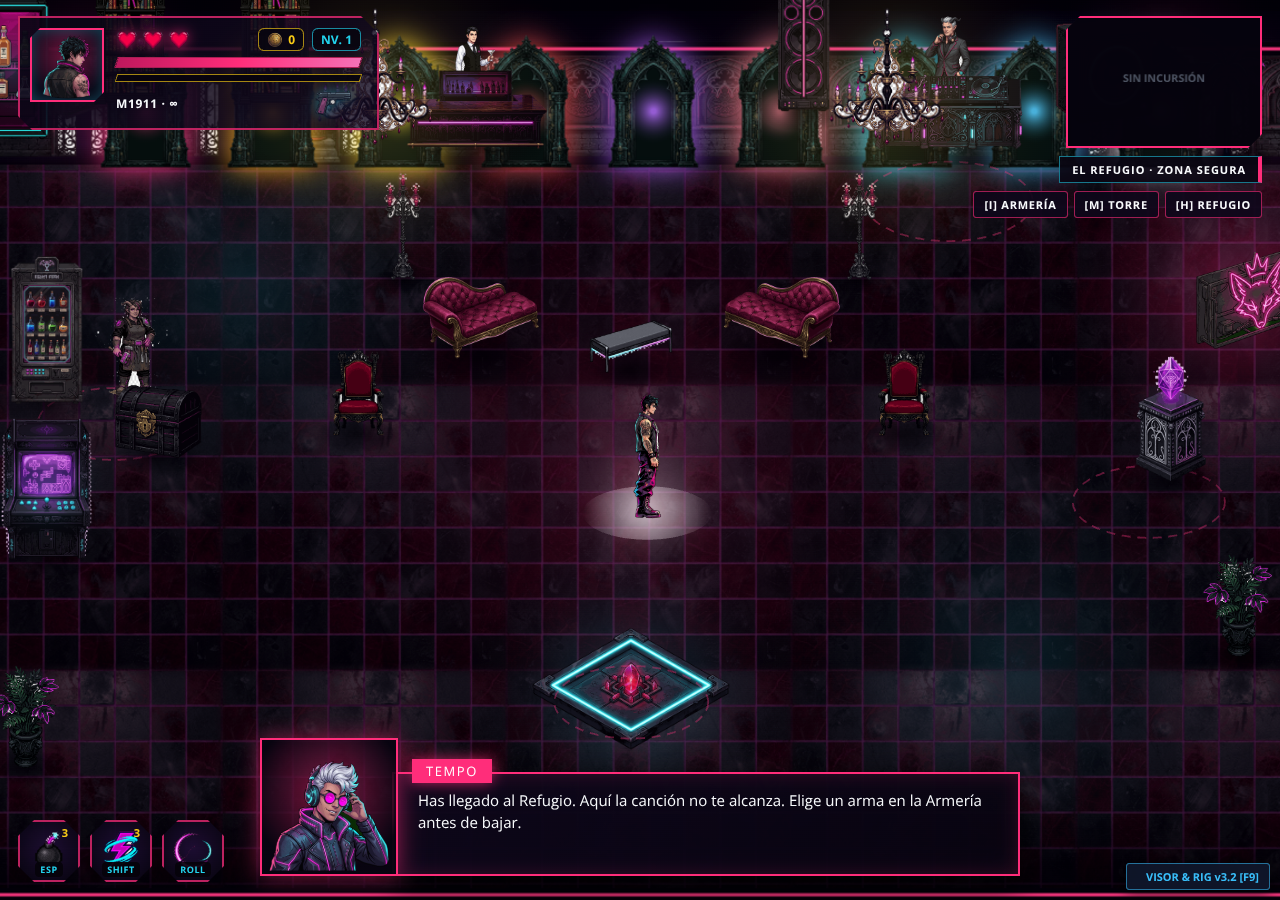 0
NV. 1
M1911 · ∞
SIN INCURSIÓN
EL REFUGIO · ZONA SEGURA
[I] ARMERÍA
[M] TORRE
[H] REFUGIO
TEMPO
Has llegado al Refugio. Aquí la canción no te alcanza. Elige un arma en la Armería
antes de bajar.
3
ESP
3
SHIFT
ROLL
VISOR & RIG v3.2 [F9]